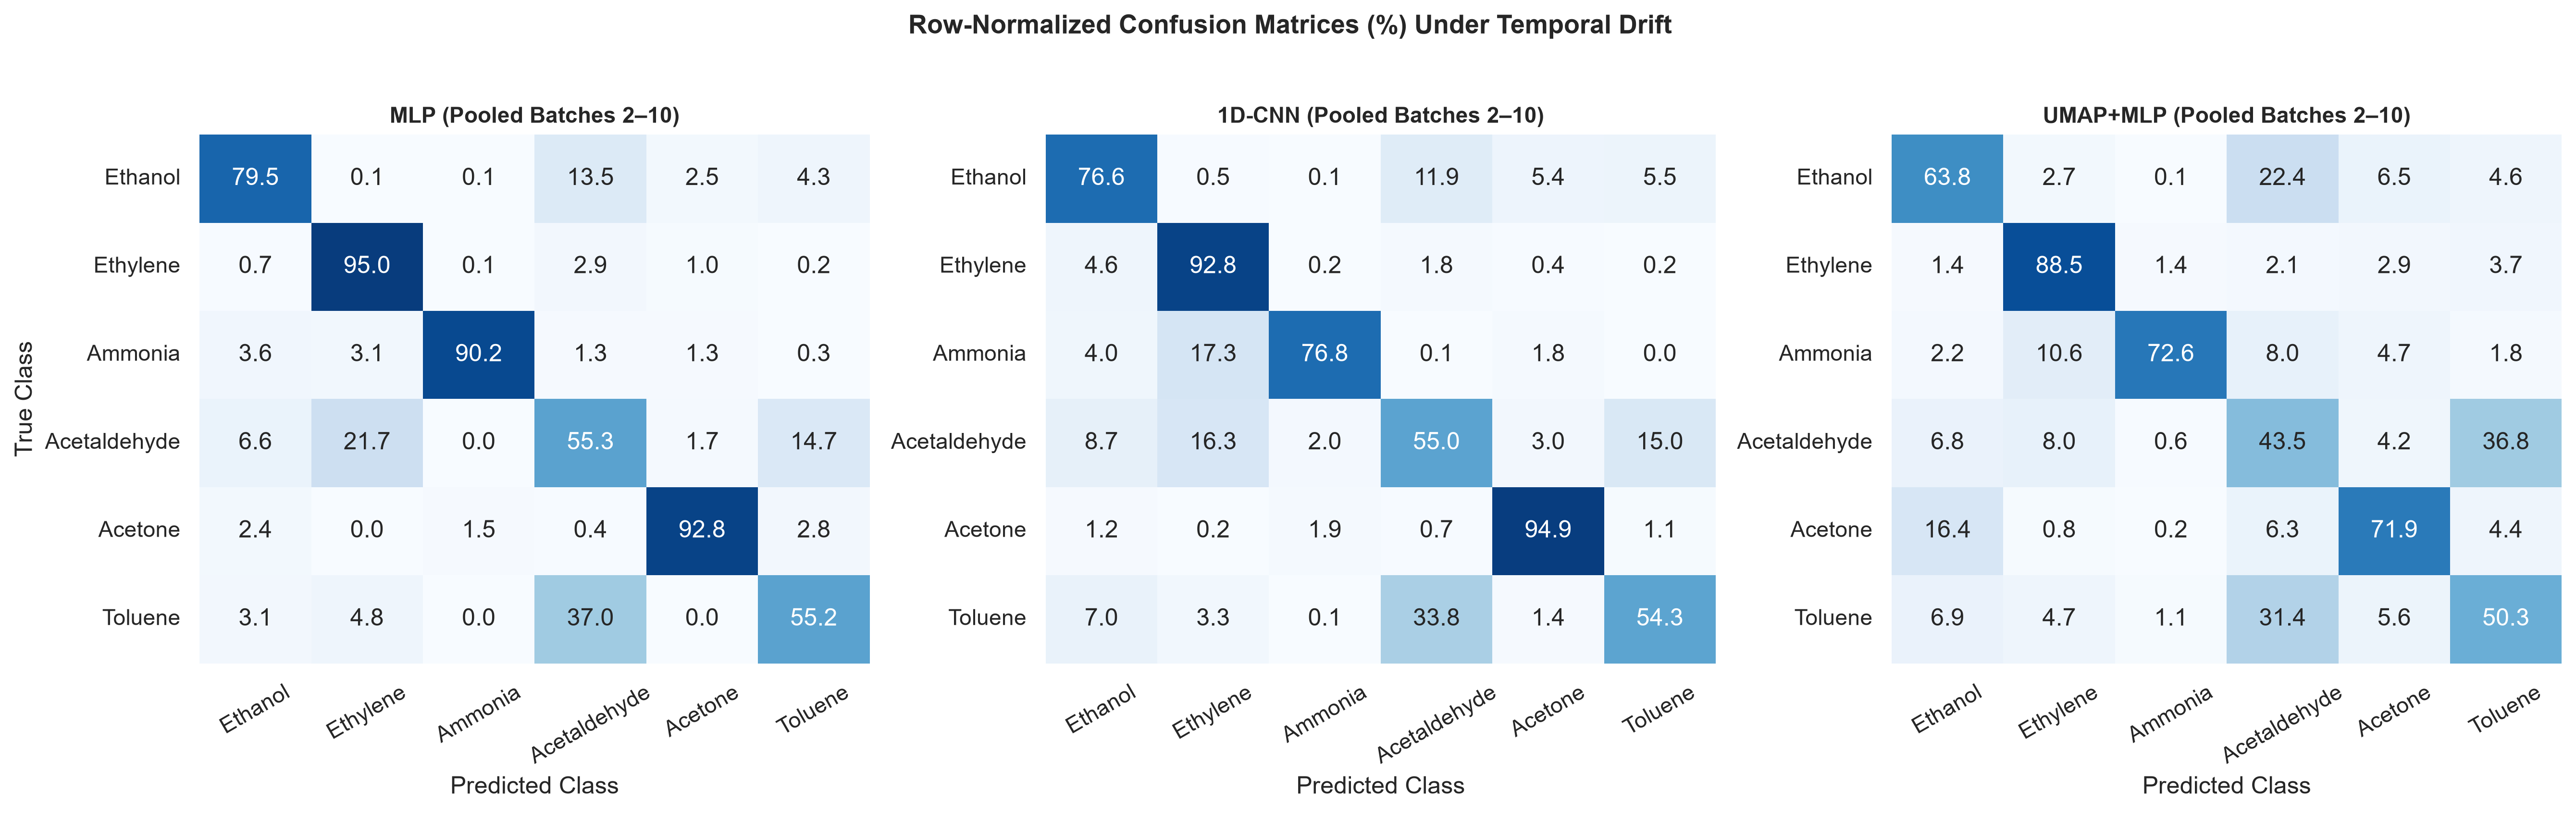 Row-Normalized Confusion Matrices (%) Under Temporal Drift
MLP (Pooled Batches 2–10)
True Class
Ethanol 79.5 0.1 0.1 13.5 2.5 4.3
Ethylene 0.7 95.0 0.1 2.9 1.0 0.2
Ammonia 3.6 3.1 90.2 1.3 1.3 0.3
Acetaldehyde 6.6 21.7 0.0 55.3 1.7 14.7
Acetone 2.4 0.0 1.5 0.4 92.8 2.8
Toluene 3.1 4.8 0.0 37.0 0.0 55.2
Ethanol Ethylene Ammonia Acetaldehyde Acetone Toluene
Predicted Class
1D-CNN (Pooled Batches 2–10)
Ethanol 76.6 0.5 0.1 11.9 5.4 5.5
Ethylene 4.6 92.8 0.2 1.8 0.4 0.2
Ammonia 4.0 17.3 76.8 0.1 1.8 0.0
Acetaldehyde 8.7 16.3 2.0 55.0 3.0 15.0
Acetone 1.2 0.2 1.9 0.7 94.9 1.1
Toluene 7.0 3.3 0.1 33.8 1.4 54.3
Ethanol Ethylene Ammonia Acetaldehyde Acetone Toluene
Predicted Class
UMAP+MLP (Pooled Batches 2–10)
Ethanol 63.8 2.7 0.1 22.4 6.5 4.6
Ethylene 1.4 88.5 1.4 2.1 2.9 3.7
Ammonia 2.2 10.6 72.6 8.0 4.7 1.8
Acetaldehyde 6.8 8.0 0.6 43.5 4.2 36.8
Acetone 16.4 0.8 0.2 6.3 71.9 4.4
Toluene 6.9 4.7 1.1 31.4 5.6 50.3
Ethanol Ethylene Ammonia Acetaldehyde Acetone Toluene
Predicted Class